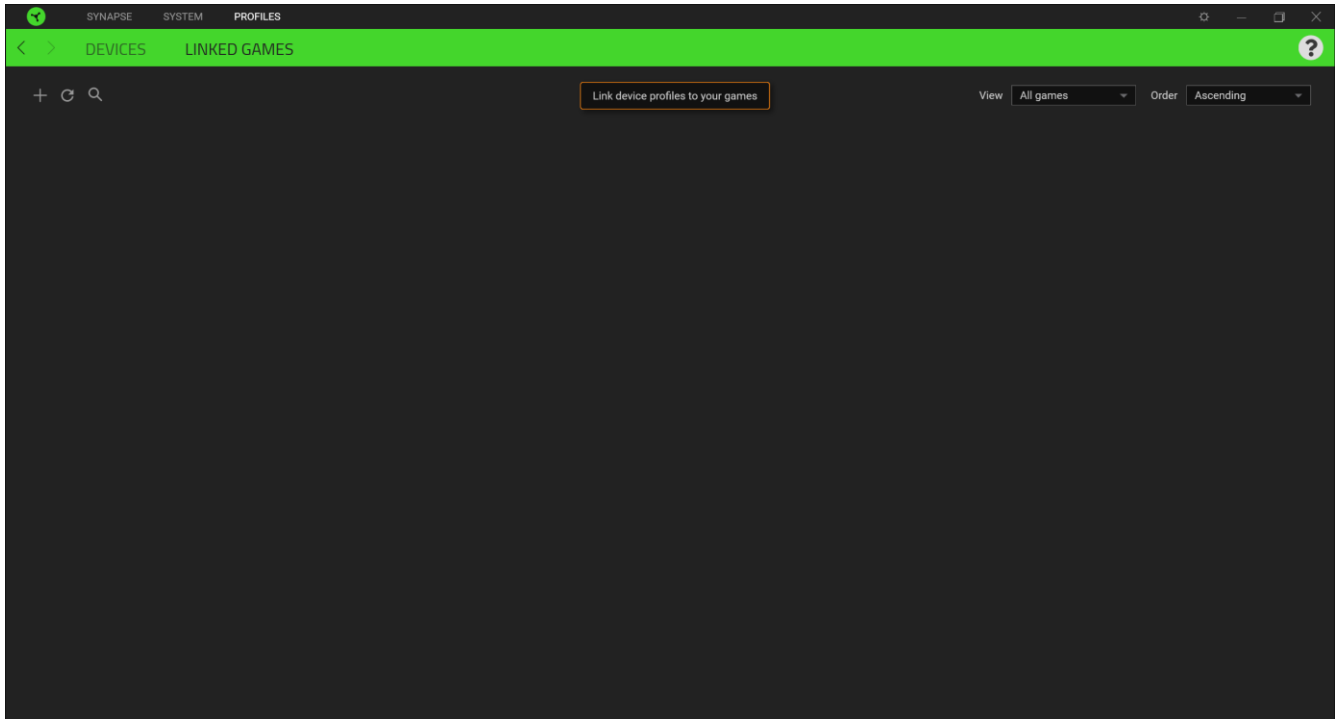 SYNAPSE SYSTEM PROFILES
DEVICES LINKED GAMES ?
Link device profiles to your games View All games Order Ascending